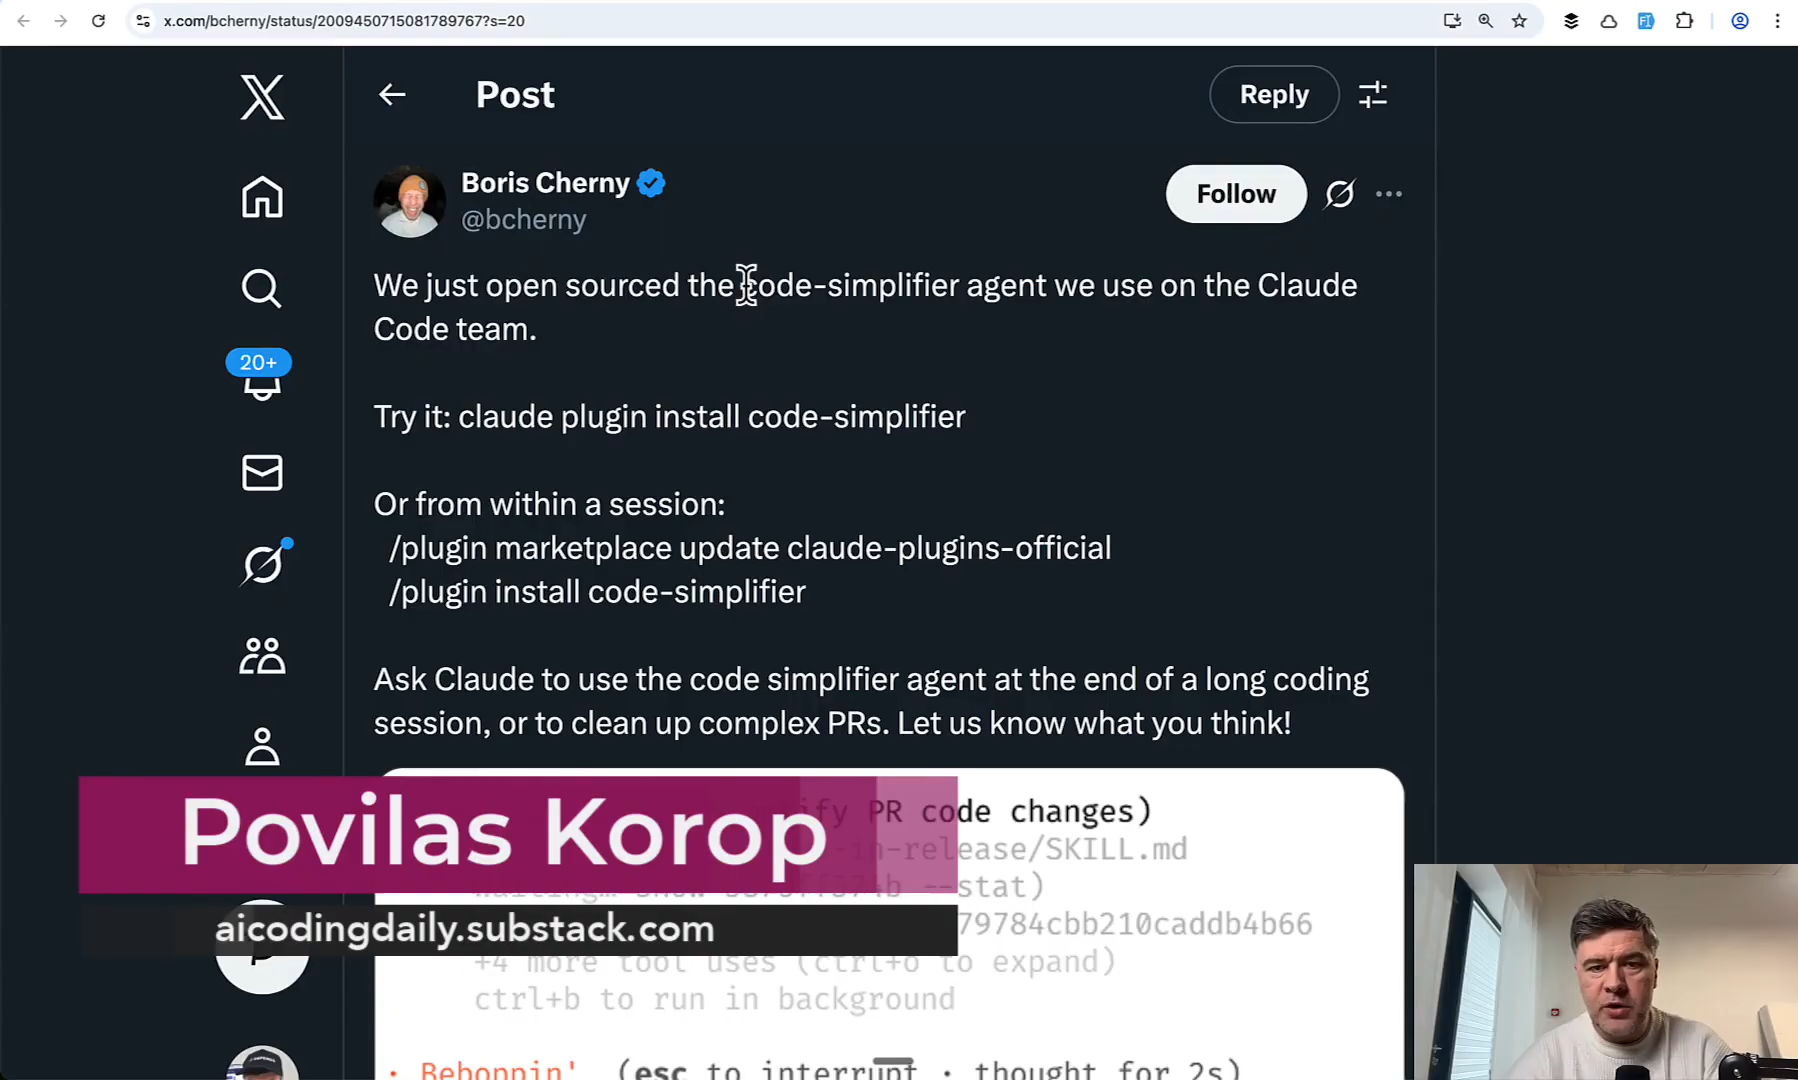 x.com/bcherny/status/2009450715081789767?s=20
Post
Reply
Boris Cherny
@bcherny
Follow
We just open sourced the code-simplifier agent we use on the Claude
Code team.
20+
Try it: claude plugin install code-simplifier
Or from within a session:
/plugin marketplace update claude-plugins-official
/plugin install code-simplifier
Ask Claude to use the code simplifier agent at the end of a long coding
session, or to clean up complex PRs. Let us know what you think!
PR code changes)
Povilas Korop
-in-release/SKILL.md
--stat)
aicodingdaily.substack.com
79784cbb210caddb4b66
+4 more tool uses (ctrl+o to expand)
ctrl+b to run in background
· Beboppin' (esc to interrupt · thought for 2s)